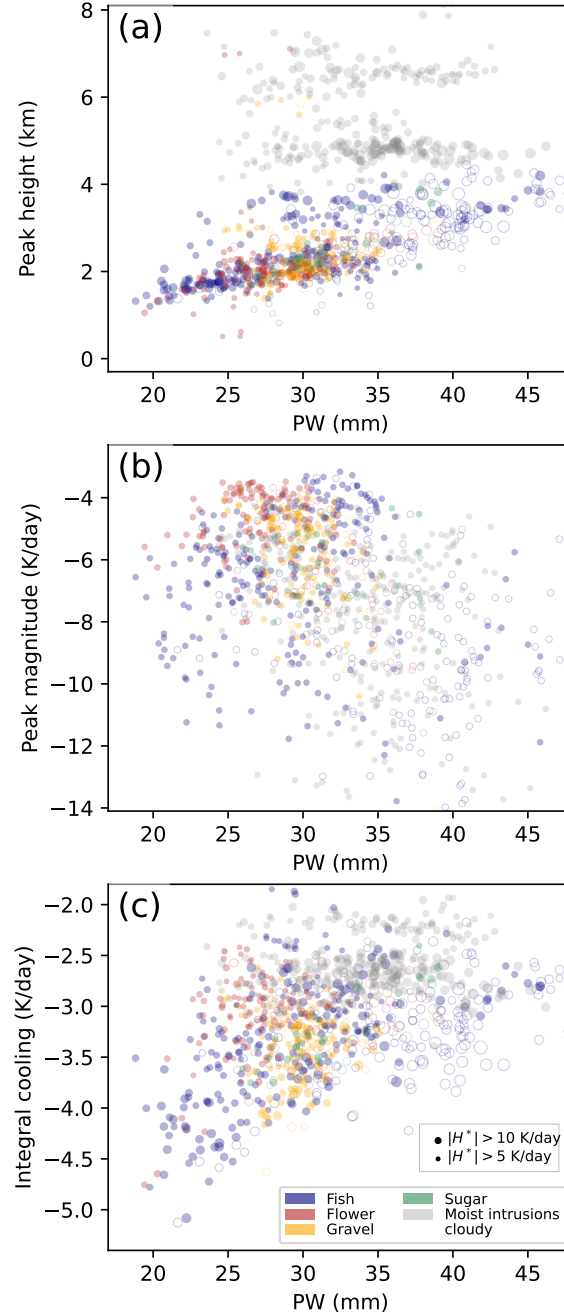 (a)
8
6
4
2
0
Peak height (km)
20 25 30 35 40 45
PW (mm)
(b)
−4
−6
−8
−10
−12
−14
Peak magnitude (K/day)
20 25 30 35 40 45
PW (mm)
(c)
−2.0
−2.5
−3.0
−3.5
−4.0
−4.5
−5.0
Integral cooling (K/day)
|H*| > 10 K/day
|H*| > 5 K/day
Fish
Flower
Gravel
Sugar
Moist intrusions
cloudy
20 25 30 35 40 45
PW (mm)